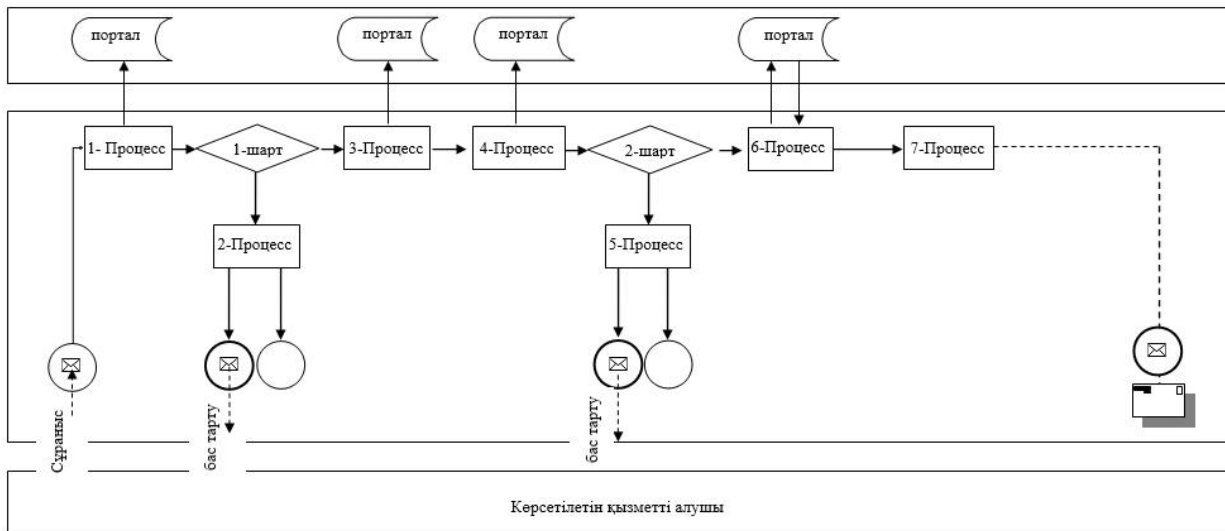 портал
портал
портал
портал
1- Процесс
1-шарт
3-Процесс
4-Процесс
2-шарт
6-Процесс
7-Процесс
2-Процесс
5-Процесс
Сұраныс
бас тарту
бас тарту
Көрсетілетін қызметті алушы